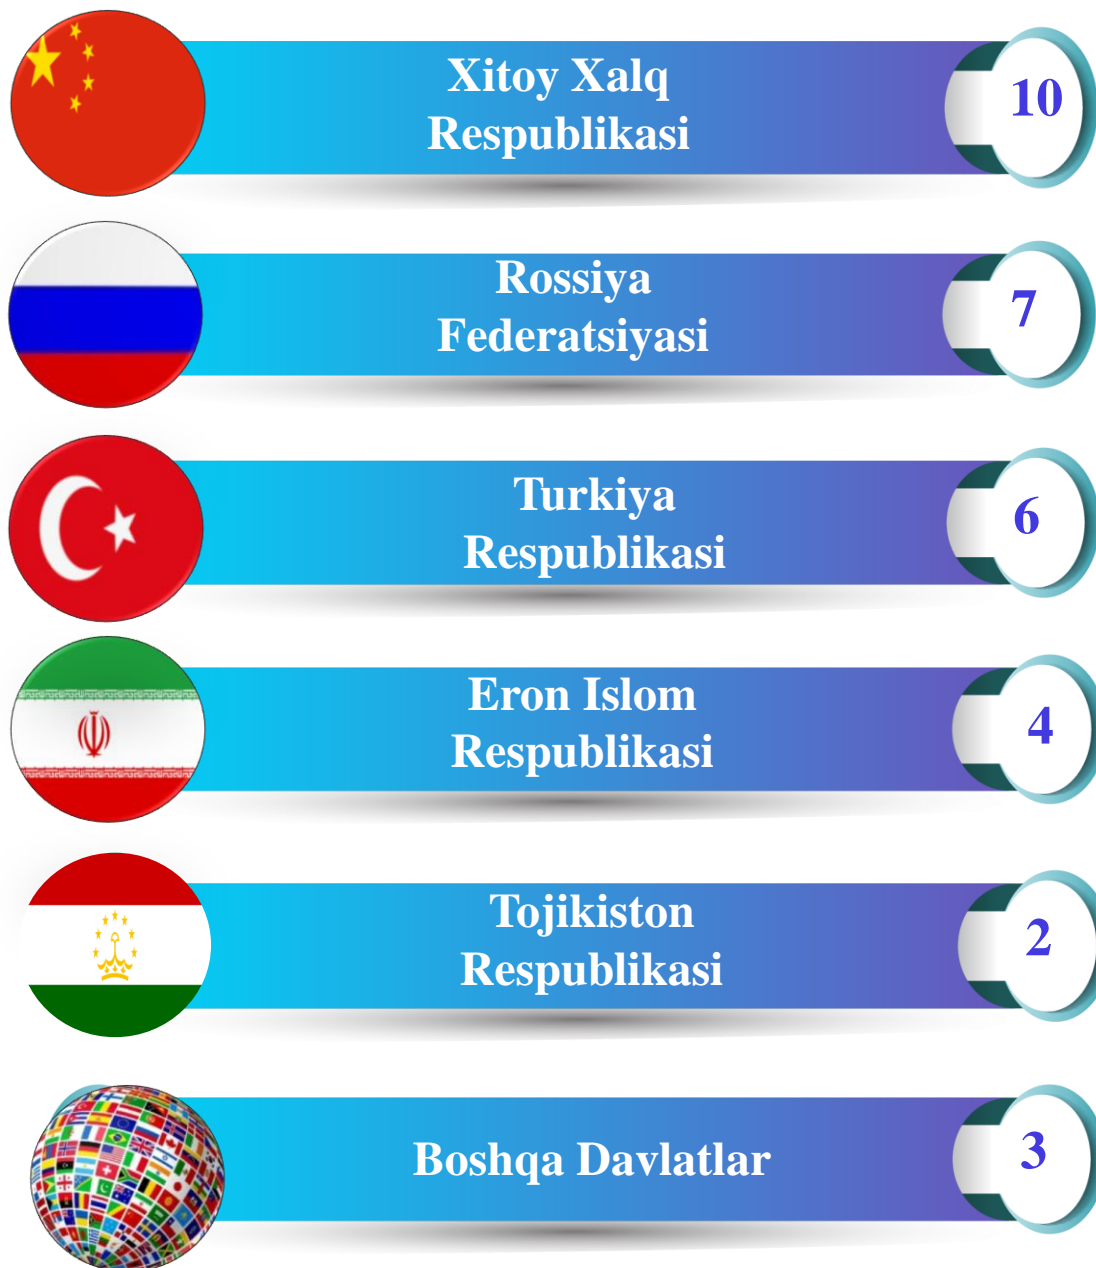 Xitoy Xalq
Respublikasi
10
Rossiya
Federatsiyasi
7
Turkiya
Respublikasi
6
Eron Islom
Respublikasi
4
Tojikiston
Respublikasi
2
Boshqa Davlatlar
3